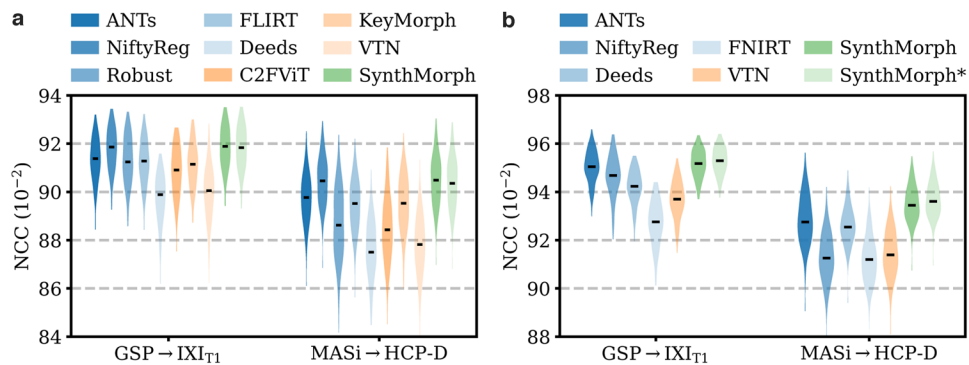 a
ANTs FLIRT KeyMorph
NiftyReg Deeds VTN
Robust C2FViT SynthMorph
NCC (10⁻²)
94
92
90
88
86
84
GSP → IXI_T1 MASi → HCP-D
b
ANTs
NiftyReg FNIRT SynthMorph
Deeds VTN SynthMorph*
NCC (10⁻²)
98
96
94
92
90
88
GSP → IXI_T1 MASi → HCP-D